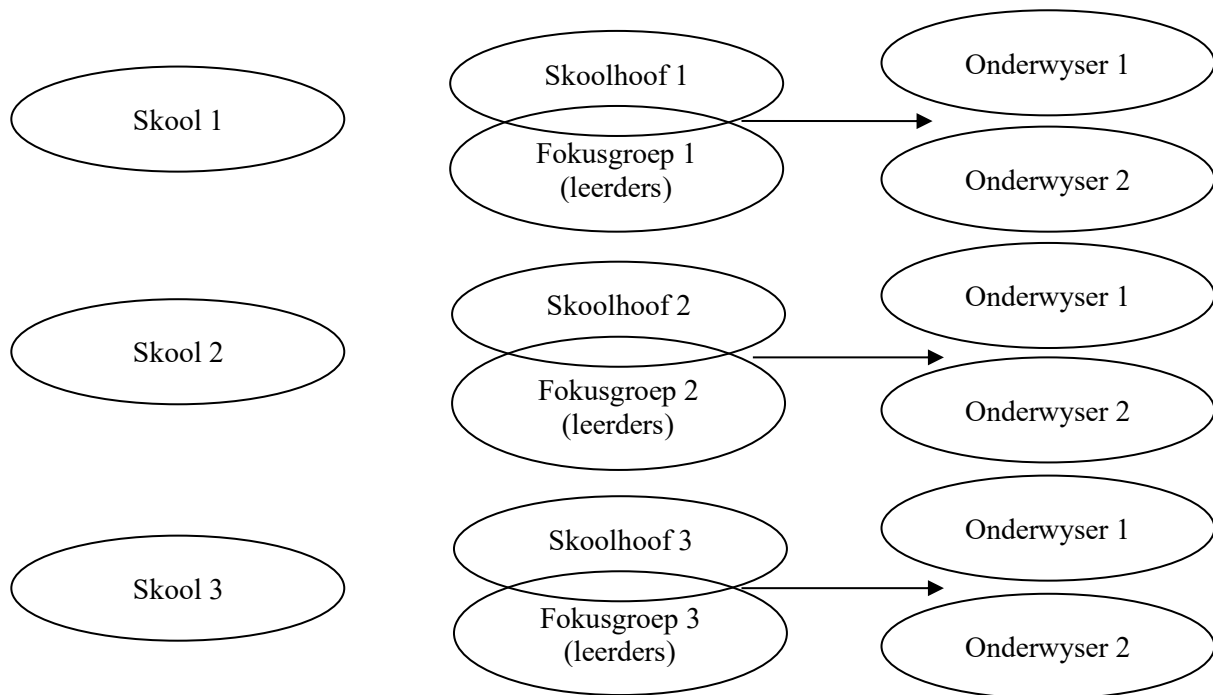 Skool 1
Skoolhoof 1
Fokusgroep 1
(leerders)
Onderwyser 1
Onderwyser 2
Skool 2
Skoolhoof 2
Fokusgroep 2
(leerders)
Onderwyser 1
Onderwyser 2
Skool 3
Skoolhoof 3
Fokusgroep 3
(leerders)
Onderwyser 1
Onderwyser 2